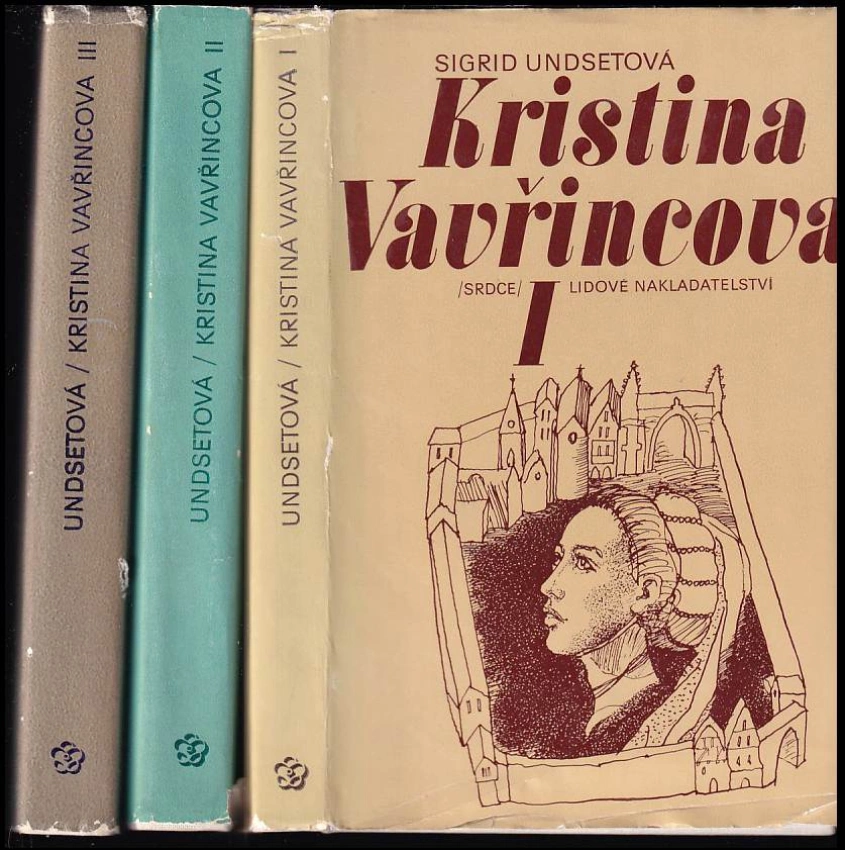 UNDSETOVÁ / KRISTINA VAVŘINCOVA III
UNDSETOVÁ / KRISTINA VAVŘINCOVA II
UNDSETOVÁ / KRISTINA VAVŘINCOVA I
SIGRID UNDSETOVÁ
Kristina
Vavřincova
/SRDCE/ LIDOVÉ NAKLADATELSTVÍ
I